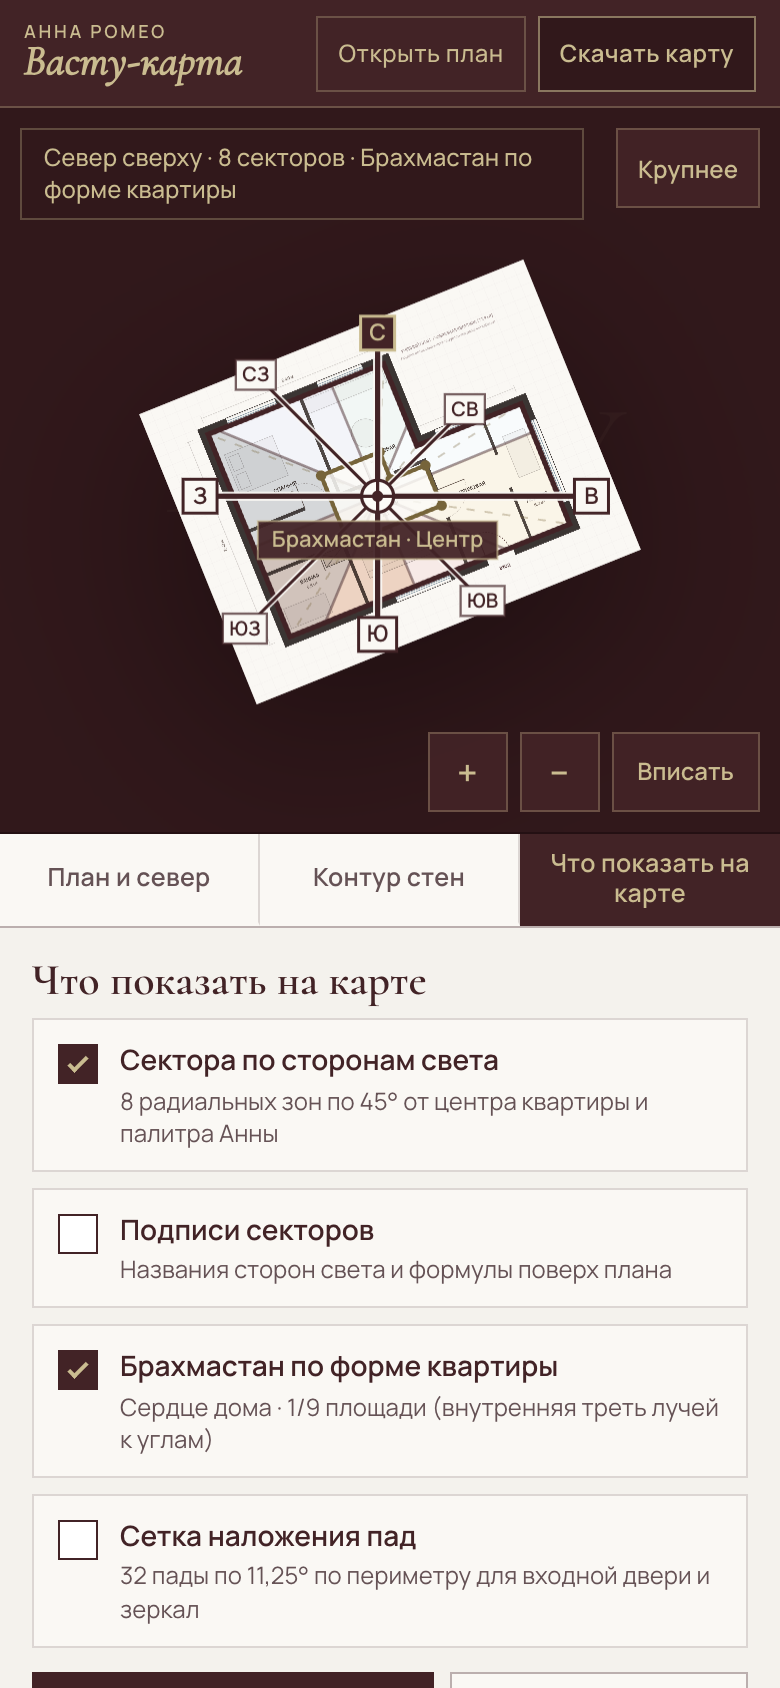 АННА РОМЕО
Васту-карта
Открыть план
Скачать карту
Север сверху · 8 секторов · Брахмастан по
форме квартиры
Крупнее
С
СЗ
СВ
З
В
Брахмастан · Центр
ЮЗ
Ю
ЮВ
+
−
Вписать
План и север
Контур стен
Что показать на
карте
Что показать на карте
Сектора по сторонам света
8 радиальных зон по 45° от центра квартиры и
палитра Анны
Подписи секторов
Названия сторон света и формулы поверх плана
Брахмастан по форме квартиры
Сердце дома · 1/9 площади (внутренняя треть лучей
к углам)
Сетка наложения пад
32 пады по 11,25° по периметру для входной двери и
зеркал